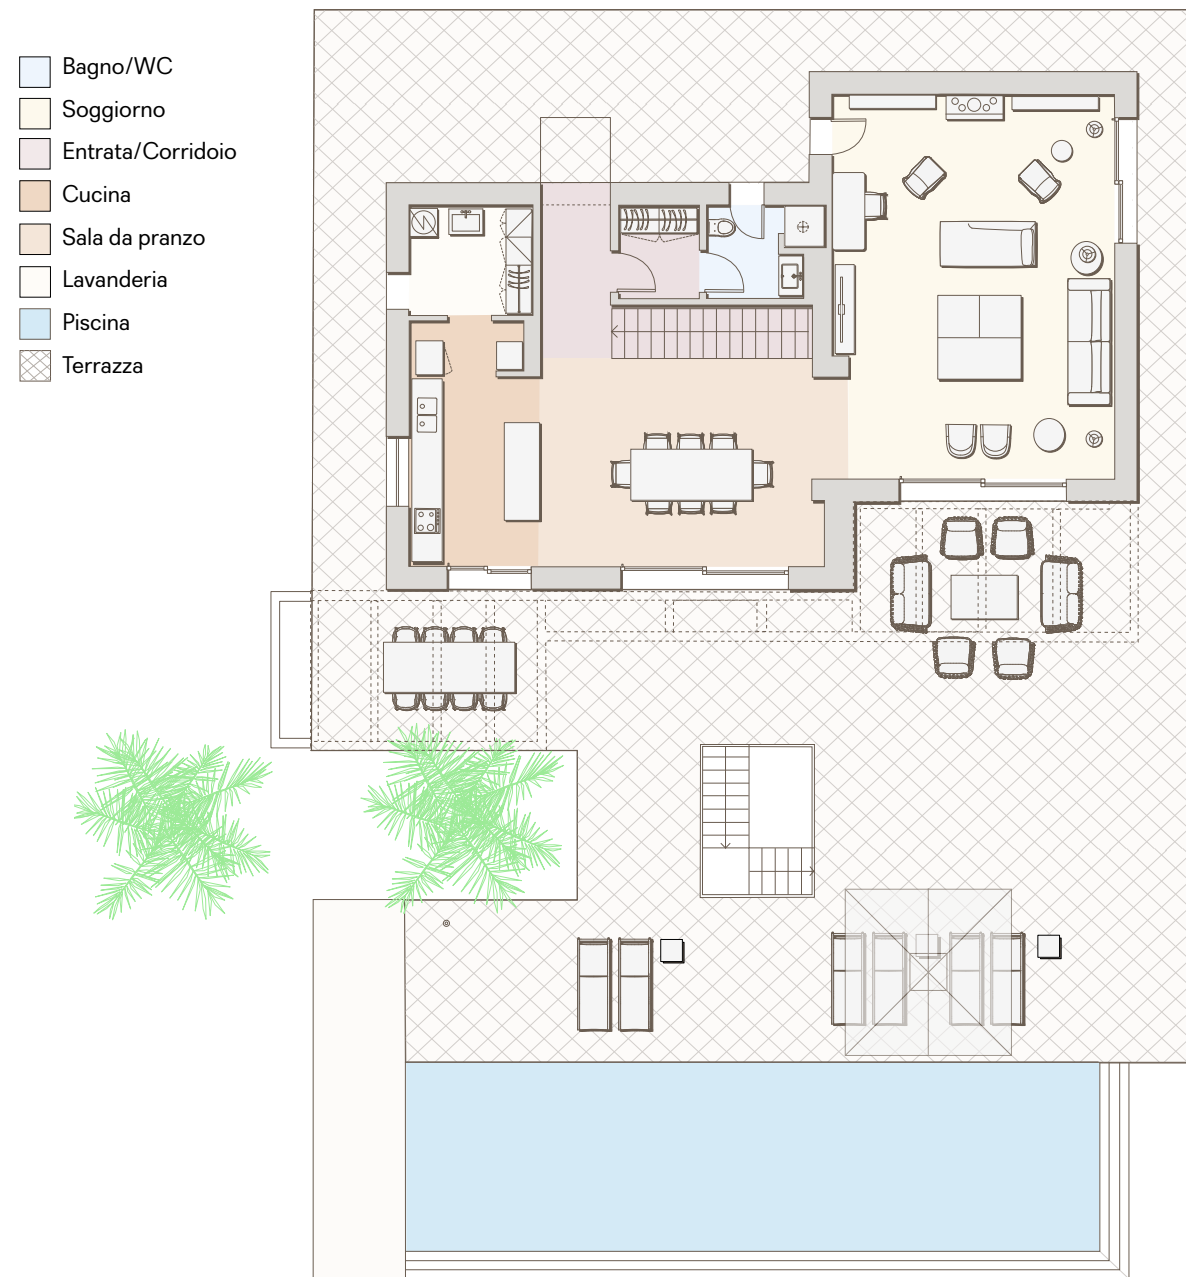 Bagno/WC
Soggiorno
Entrata/Corridoio
Cucina
Sala da pranzo
Lavanderia
Piscina
Terrazza